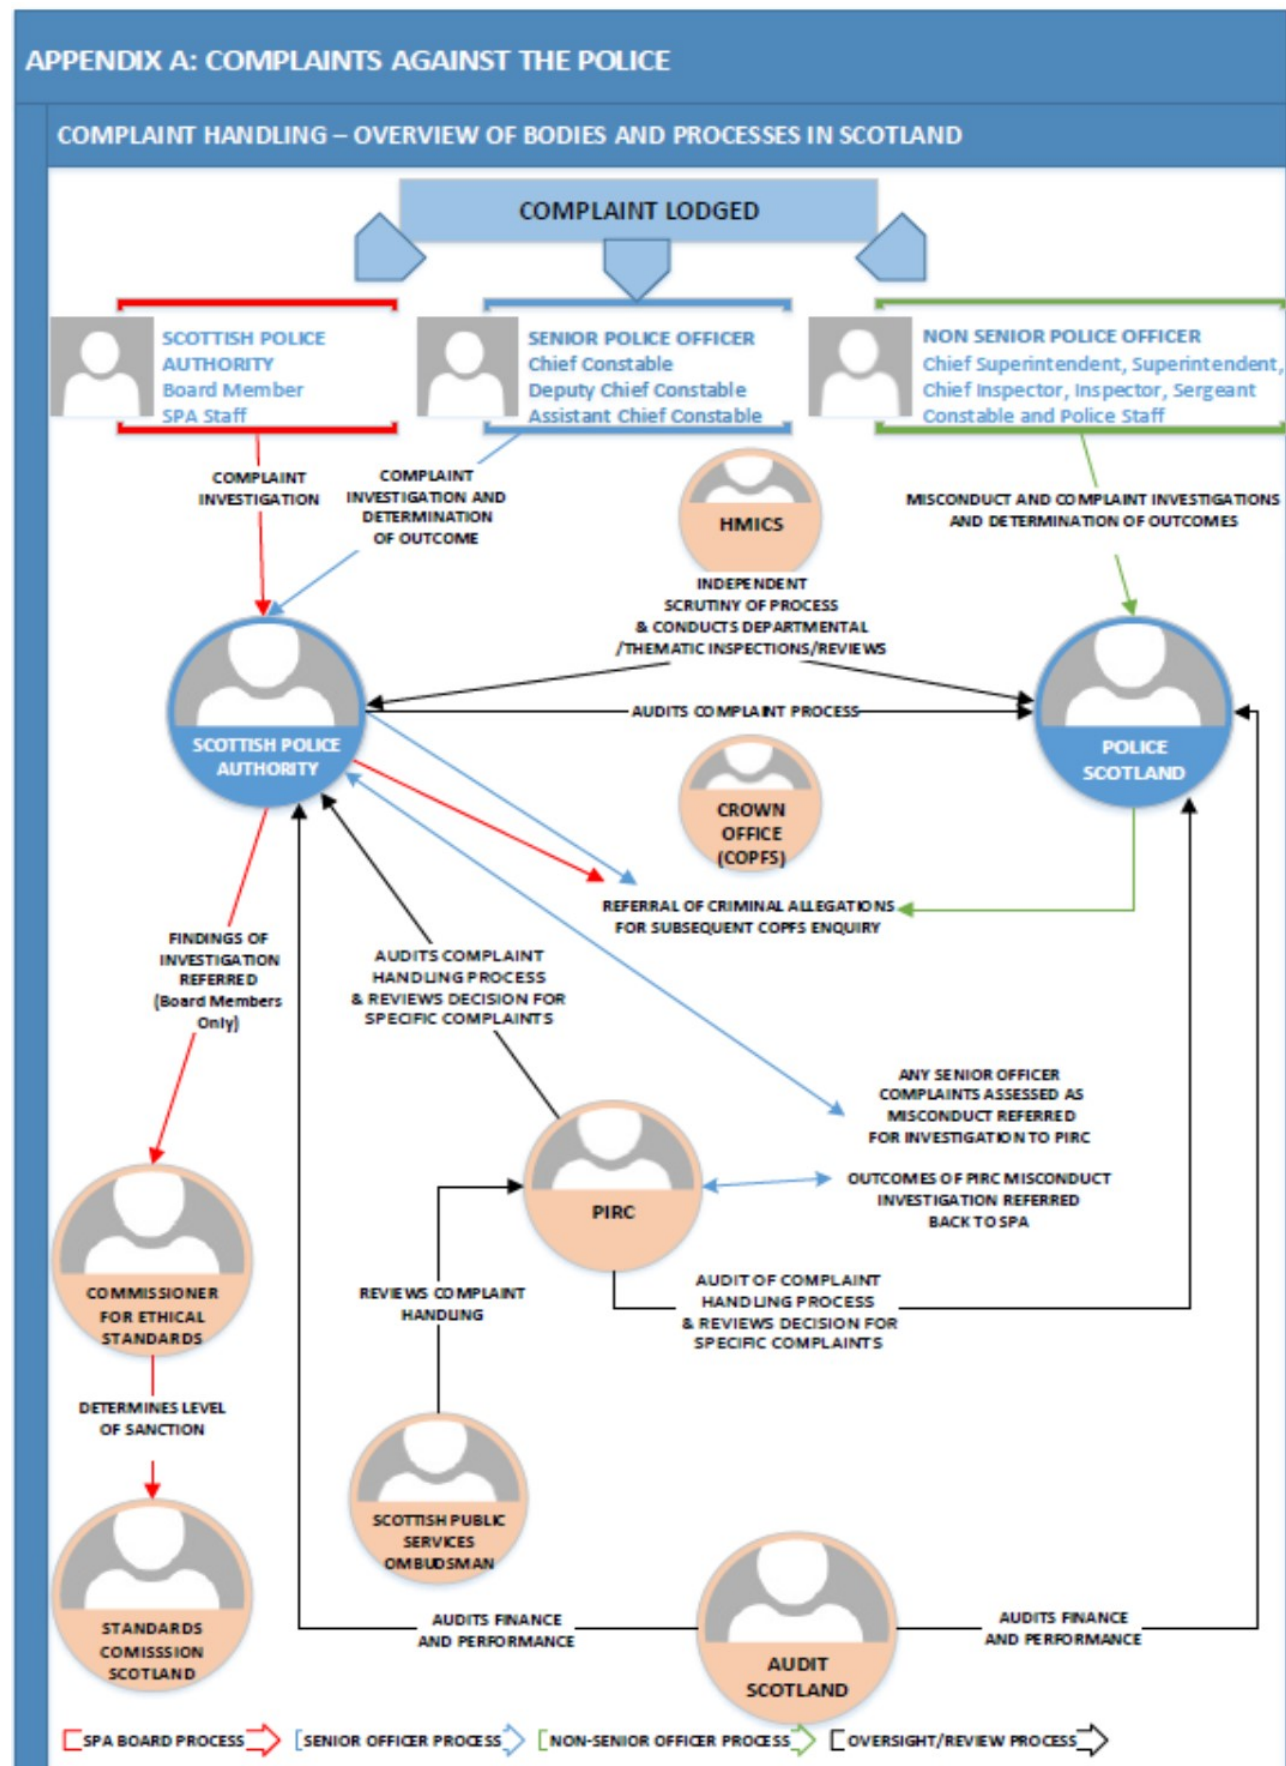 APPENDIX A: COMPLAINTS AGAINST THE POLICE
COMPLAINT HANDLING – OVERVIEW OF BODIES AND PROCESSES IN SCOTLAND
COMPLAINT LODGED
SCOTTISH POLICE
AUTHORITY
Board Member
SPA Staff
SENIOR POLICE OFFICER
Chief Constable
Deputy Chief Constable
Assistant Chief Constable
NON SENIOR POLICE OFFICER
Chief Superintendent, Superintendent,
Chief Inspector, Inspector, Sergeant
Constable and Police Staff
COMPLAINT
INVESTIGATION
COMPLAINT
INVESTIGATION AND
DETERMINATION
OF OUTCOME
HMICS
MISCONDUCT AND COMPLAINT INVESTIGATIONS
AND DETERMINATION OF OUTCOMES
INDEPENDENT
SCRUTINY OF PROCESS
& CONDUCTS DEPARTMENTAL
/THEMATIC INSPECTIONS/REVIEWS
SCOTTISH POLICE
AUTHORITY
AUDITS COMPLAINT PROCESS
POLICE
SCOTLAND
CROWN
OFFICE
(COPFS)
REFERRAL OF CRIMINAL ALLEGATIONS
FOR SUBSEQUENT COPFS ENQUIRY
FINDINGS OF
INVESTIGATION
REFERRED
(Board Members
Only)
AUDITS COMPLAINT
HANDLING PROCESS
& REVIEWS DECISION FOR
SPECIFIC COMPLAINTS
ANY SENIOR OFFICER
COMPLAINTS ASSESSED AS
MISCONDUCT REFERRED
FOR INVESTIGATION TO PIRC
PIRC
OUTCOMES OF PIRC MISCONDUCT
INVESTIGATION REFERRED
BACK TO SPA
COMMISSIONER
FOR ETHICAL
STANDARDS
REVIEWS COMPLAINT
HANDLING
AUDIT OF COMPLAINT
HANDLING PROCESS
& REVIEWS DECISION FOR
SPECIFIC COMPLAINTS
DETERMINES LEVEL
OF SANCTION
SCOTTISH PUBLIC
SERVICES
OMBUDSMAN
STANDARDS
COMISSSION
SCOTLAND
AUDITS FINANCE
AND PERFORMANCE
AUDIT
SCOTLAND
AUDITS FINANCE
AND PERFORMANCE
SPA BOARD PROCESS
SENIOR OFFICER PROCESS
NON-SENIOR OFFICER PROCESS
OVERSIGHT/REVIEW PROCESS